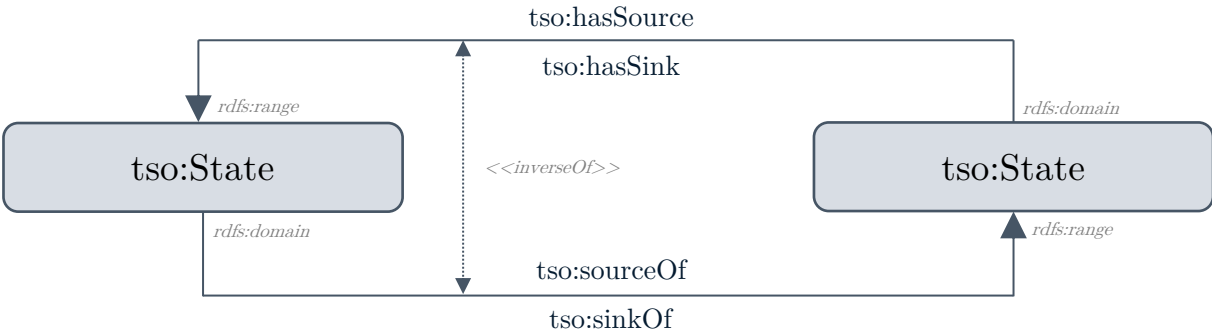 tso:hasSource
tso:hasSink
rdfs:range
rdfs:domain
tso:State
<<inverseOf>>
tso:State
rdfs:domain
rdfs:range
tso:sourceOf
tso:sinkOf